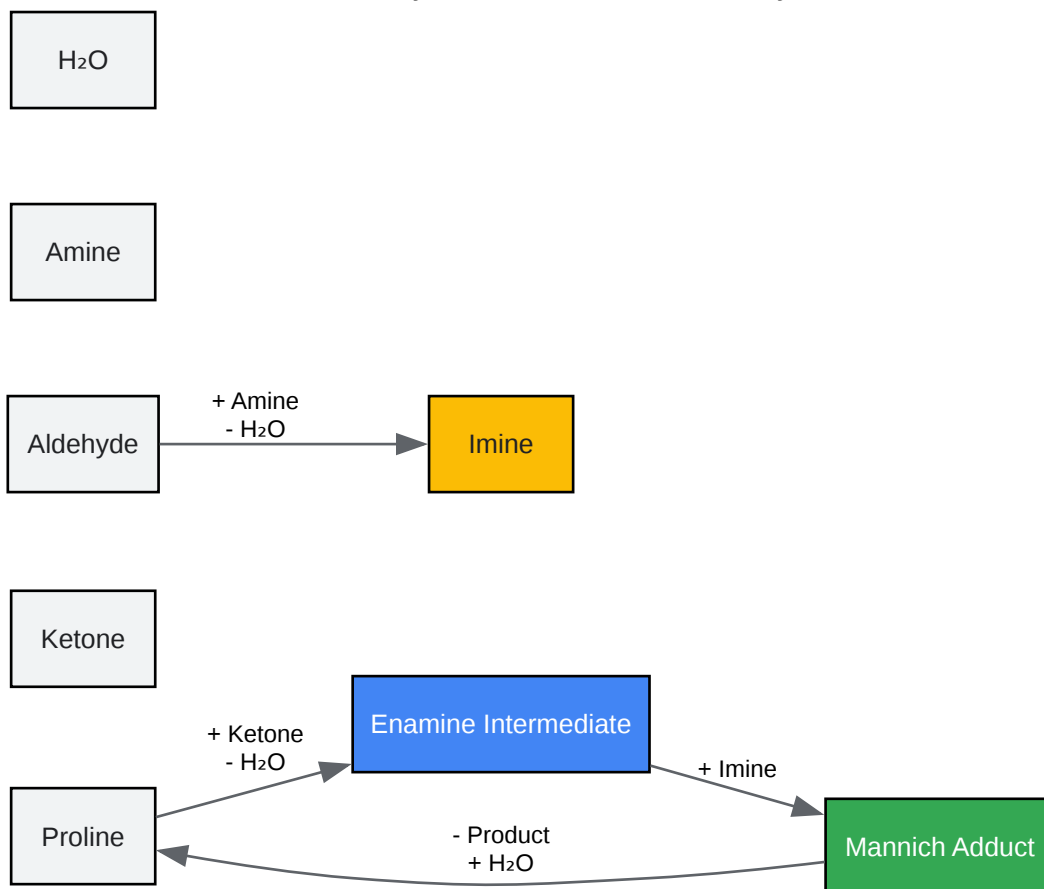 H₂O
Amine
Aldehyde
+ Amine
- H₂O
Imine
Ketone
+ Ketone
- H₂O
Enamine Intermediate
+ Imine
Proline
- Product
+ H₂O
Mannich Adduct